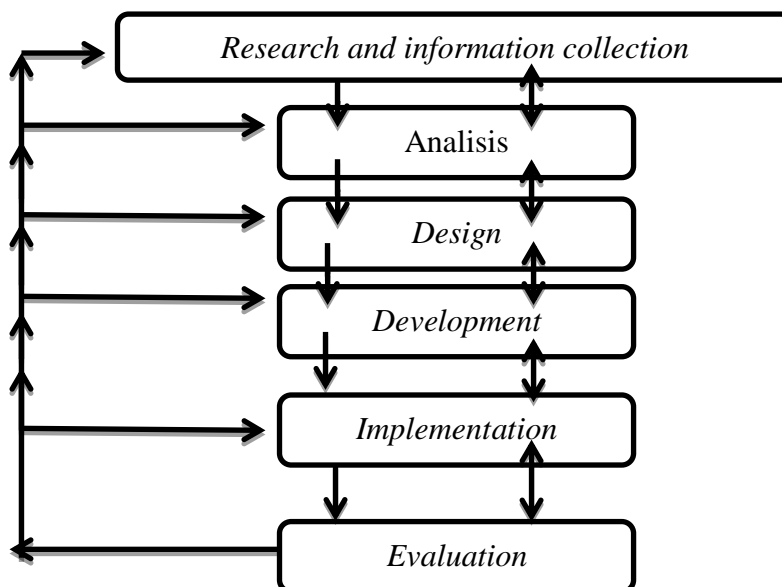 Research and information collection
Analisis
Design
Development
Implementation
Evaluation